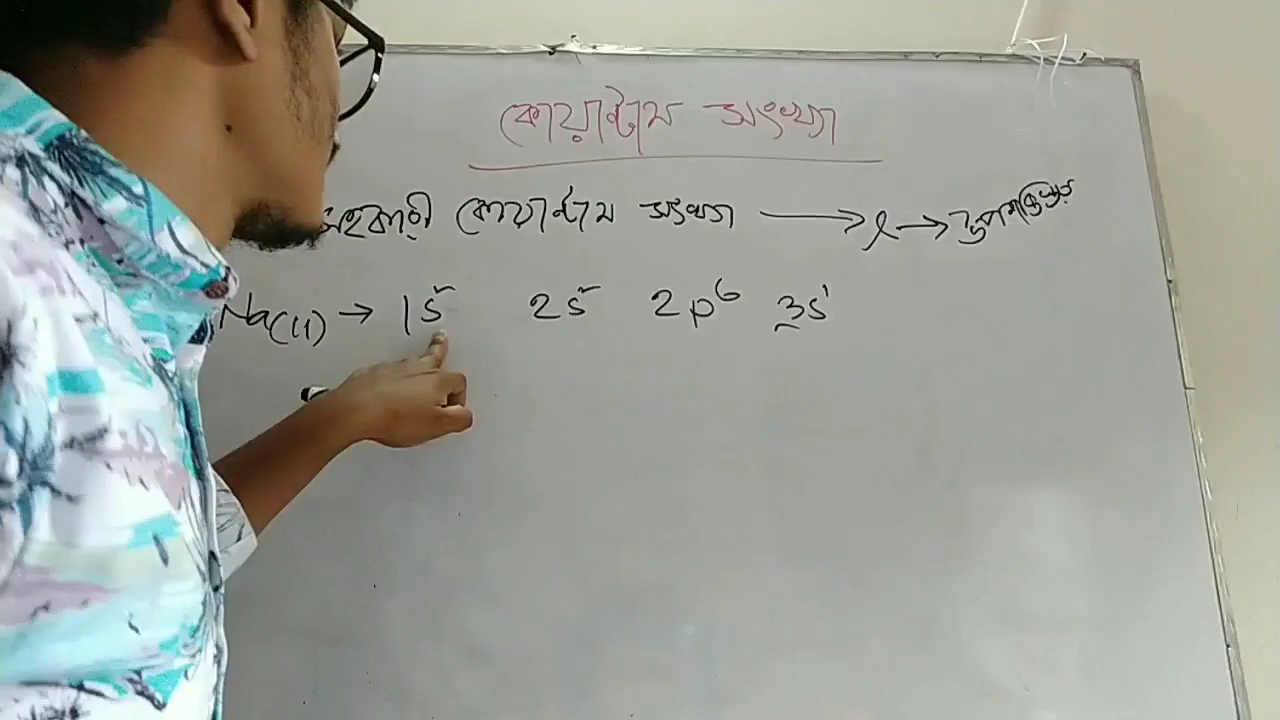 কোয়ান্টাম সংখ্যা
সহকারী কোয়ান্টাম সংখ্যা → l → উপশক্তিস্তর
Na(11) → 1s² 2s² 2p⁶ 3s¹